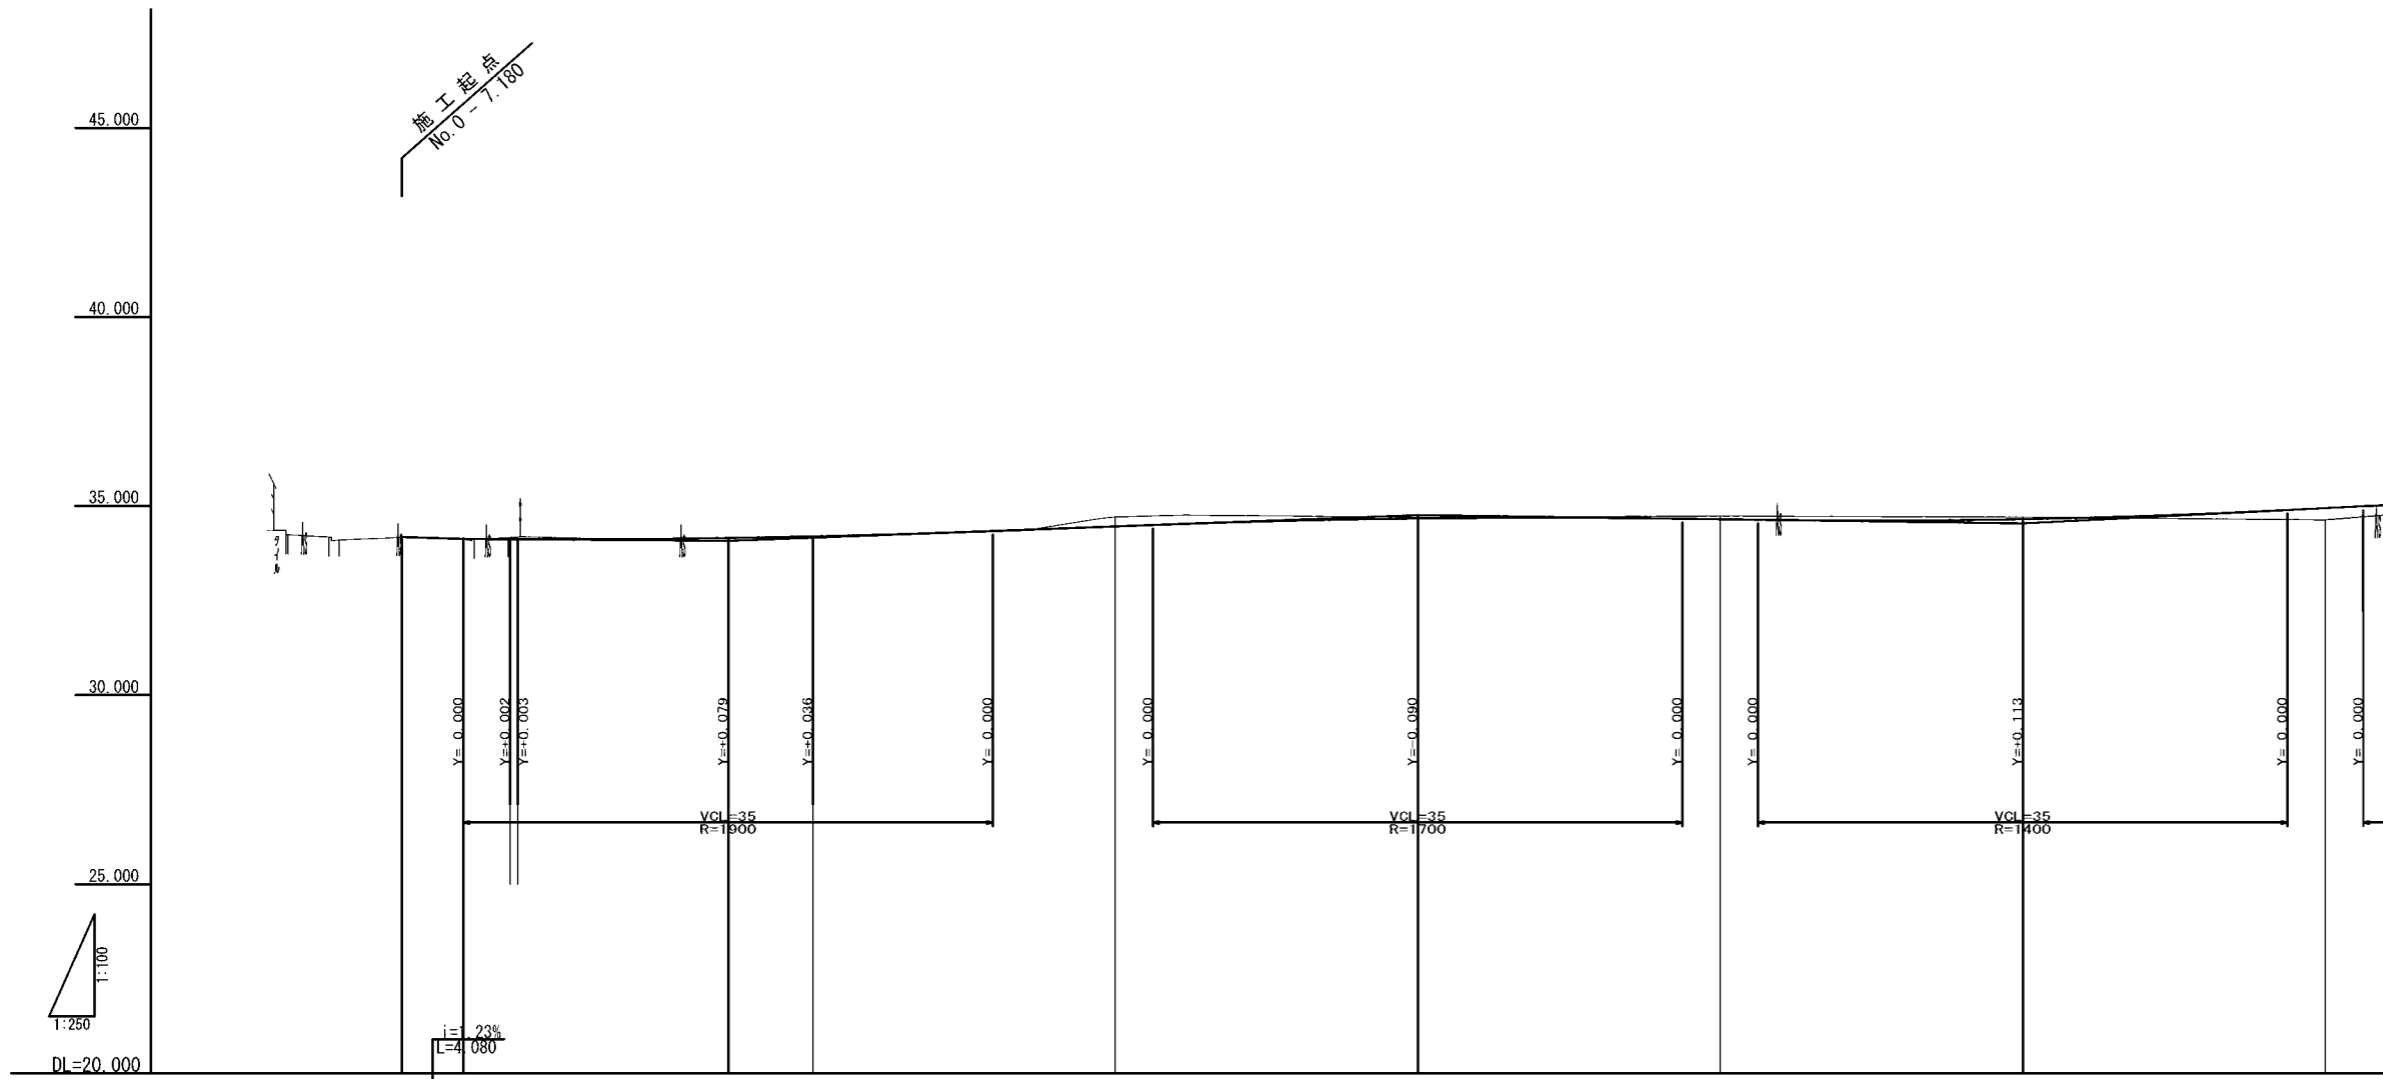 施工起点
No.0 - 7.180
45.000
40.000
35.000
30.000
25.000
DL=20.000
1:100
1:250
Y= 0.000
Y=+0.002
Y=+0.003
Y=+0.079
Y=+0.036
Y= 0.000
Y= 0.000
Y=-0.090
Y= 0.000
Y= 0.000
Y=+0.113
Y= 0.000
Y= 0.000
VCL=35
R=1900
VCL=35
R=1700
VCL=35
R=1400
i=1.23%
L=4.080